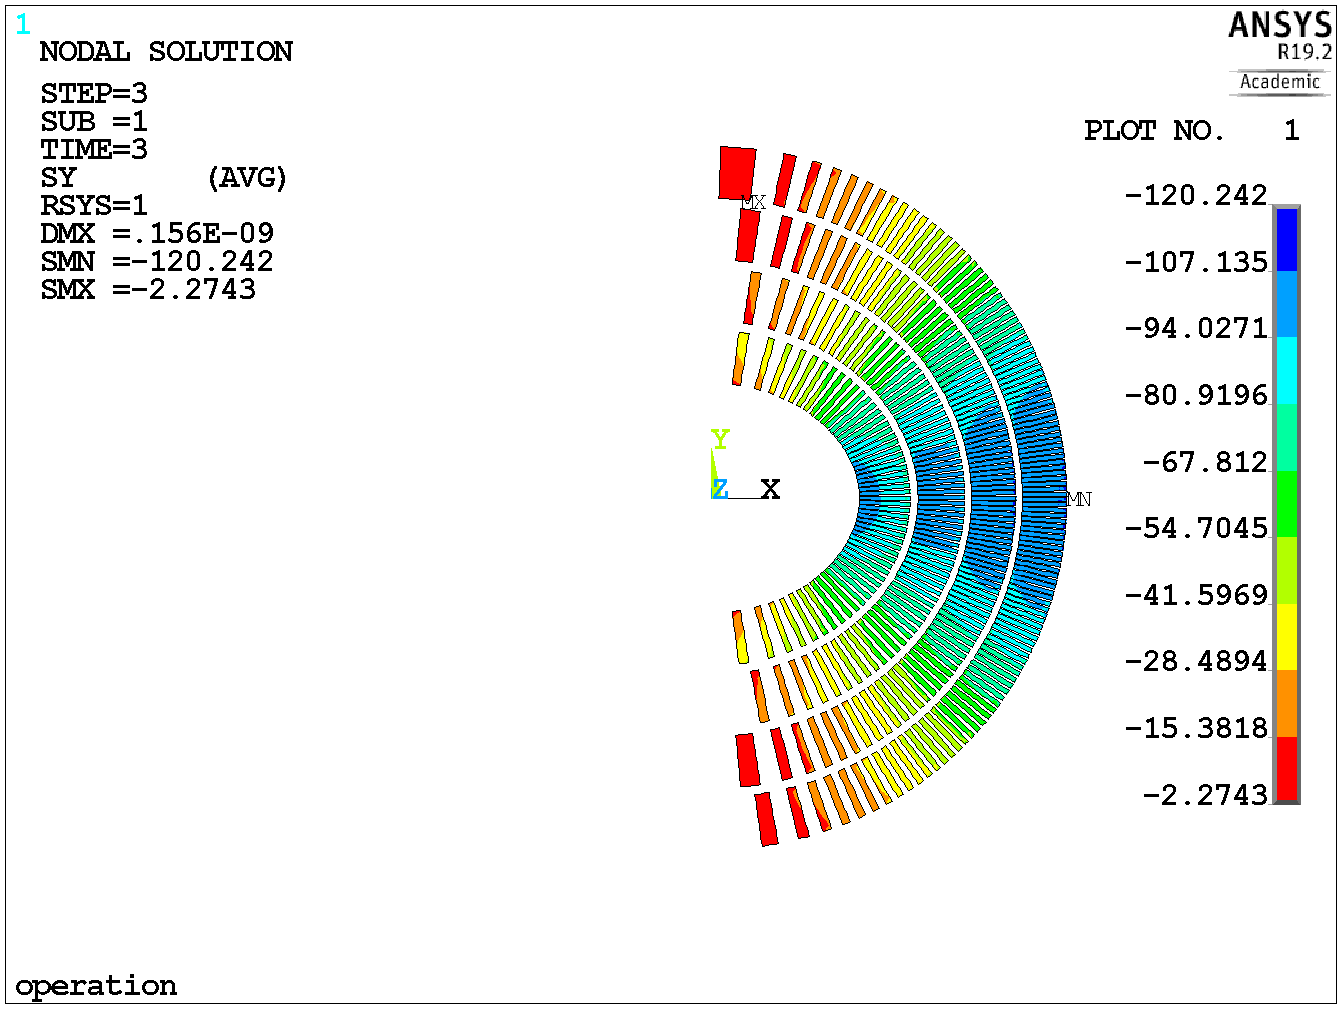 1
NODAL SOLUTION
STEP=3
SUB =1
TIME=3
SY (AVG)
RSYS=1
DMX =.156E-09
SMN =-120.242
SMX =-2.2743
ANSYS
R19.2
Academic
PLOT NO. 1
-120.242
-107.135
-94.0271
-80.9196
-67.812
-54.7045
-41.5969
-28.4894
-15.3818
-2.2743
MX
Y
Z X
MN
operation